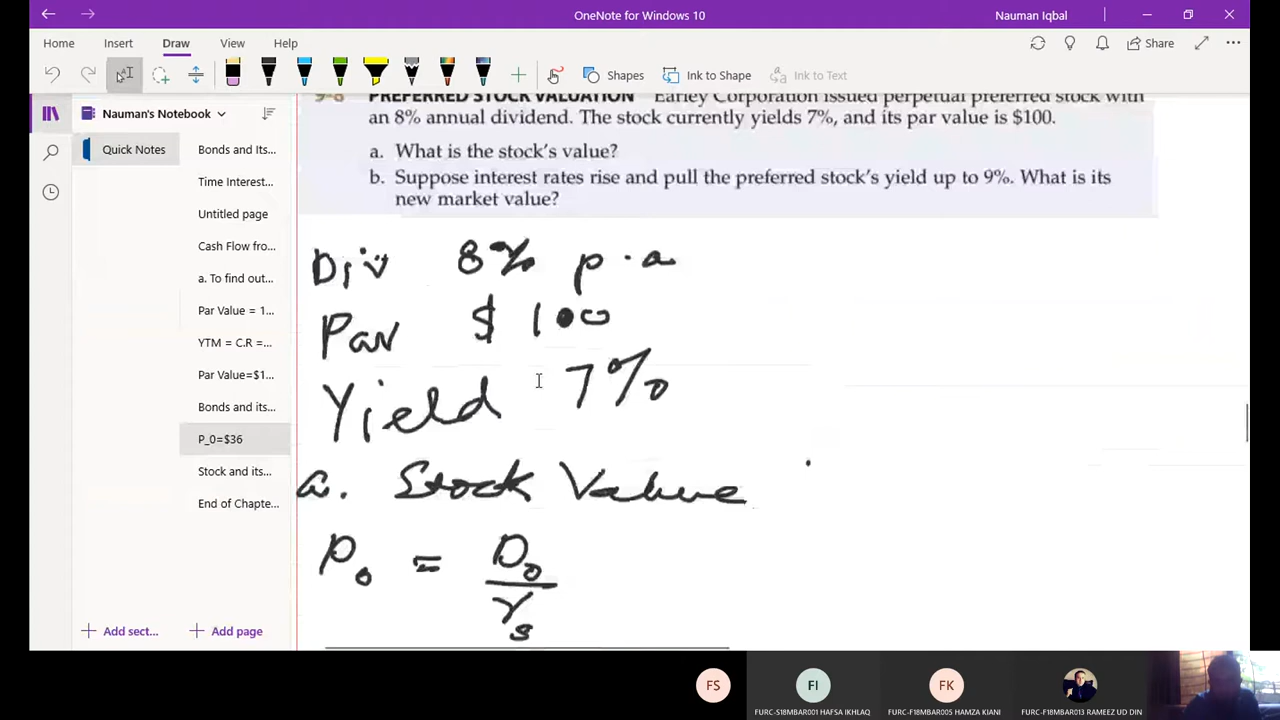 OneNote for Windows 10
Nauman Iqbal
Home Insert Draw View Help
Share
Shapes
Ink to Shape
Ink to Text
Nauman's Notebook
Quick Notes
Bonds and Its...
Time Interest...
Untitled page
Cash Flow fro...
a. To find out...
Par Value = 1...
YTM = C.R =...
Par Value=$1...
Bonds and its...
P_0=$36
Stock and its...
End of Chapte...
Add sect...
Add page
9-8 PREFERRED STOCK VALUATION Earley Corporation issued perpetual preferred stock with
an 8% annual dividend. The stock currently yields 7%, and its par value is $100.
a. What is the stock's value?
b. Suppose interest rates rise and pull the preferred stock's yield up to 9%. What is its
new market value?
Div 8% p.a
Par $100
Yield 7%
a. Stock Value
P0 = D0
rs
FS
FI
FK
FURC-S18MBAR001 HAFSA IKHLAQ
FURC-F18MBAR005 HAMZA KIANI
FURC-F18MBAR013 RAMEEZ UD DIN